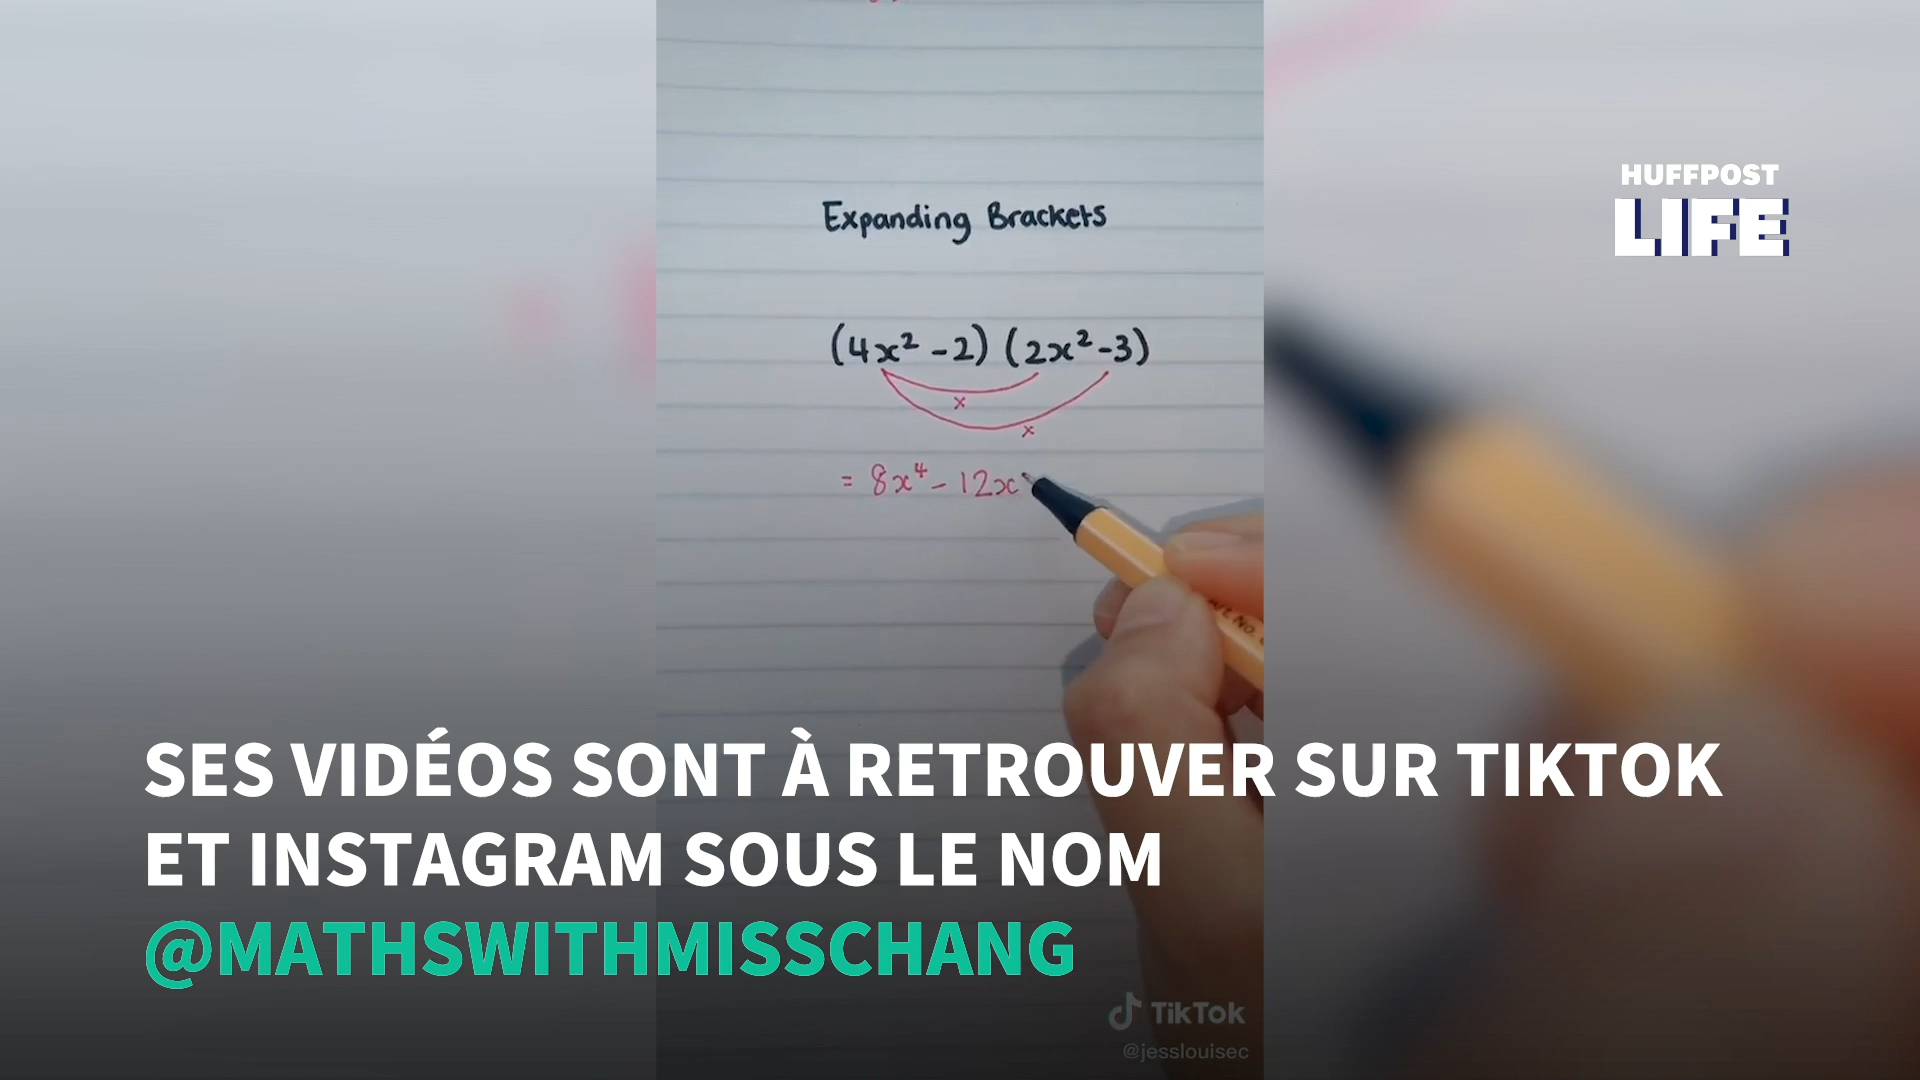 HUFFPOST
LIFE
Expanding Brackets
(4x² -2) (2x²-3)
x
x
= 8x⁴ - 12x
SES VIDÉOS SONT À RETROUVER SUR TIKTOK
ET INSTAGRAM SOUS LE NOM
@MATHSWITHMISSCHANG
TikTok
@jesslouisec